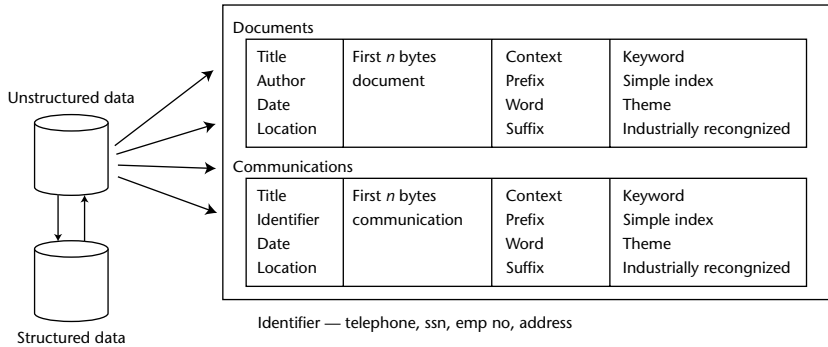 Unstructured data
Structured data
Documents
Title First n bytes Context Keyword
Author document Prefix Simple index
Date Word Theme
Location Suffix Industrially recongnized
Communications
Title First n bytes Context Keyword
Identifier communication Prefix Simple index
Date Word Theme
Location Suffix Industrially recongnized
Identifier — telephone, ssn, emp no, address